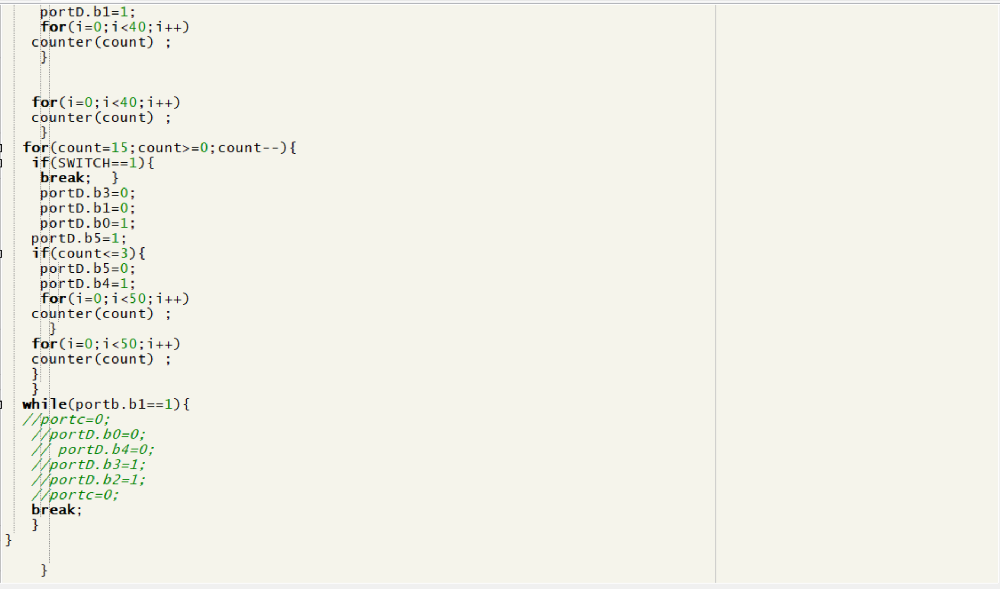 portD.b1=1;
for(i=0;i<40;i++)
counter(count) ;
}
for(i=0;i<40;i++)
counter(count) ;
}
for(count=15;count>=0;count--){
if(SWITCH==1){
break;  }
portD.b3=0;
portD.b1=0;
portD.b0=1;
portD.b5=1;
if(count<=3){
portD.b5=0;
portD.b4=1;
for(i=0;i<50;i++)
counter(count) ;
}
for(i=0;i<50;i++)
counter(count) ;
}
}
while(portb.b1==1){
//portc=0;
//portD.b0=0;
// portD.b4=0;
//portD.b3=1;
//portD.b2=1;
//portc=0;
break;
}
}
}